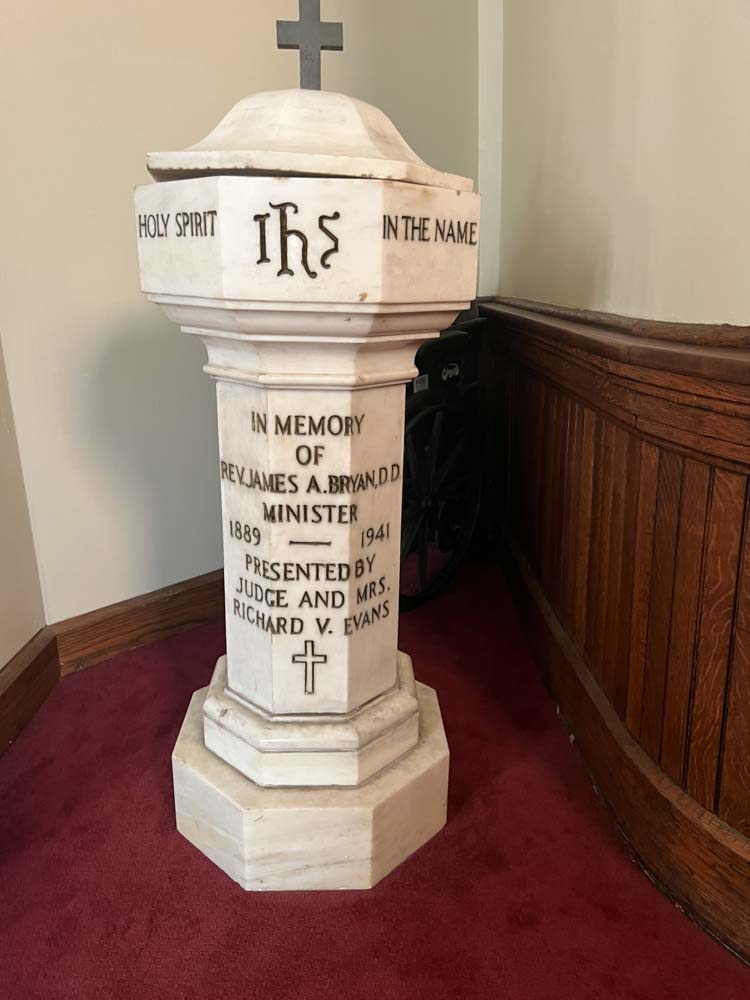 HOLY SPIRIT
IHS
IN THE NAME
IN MEMORY
OF
REV. JAMES A. BRYAN, D.D.
MINISTER
1889 — 1941
PRESENTED BY
JUDGE AND MRS.
RICHARD V. EVANS